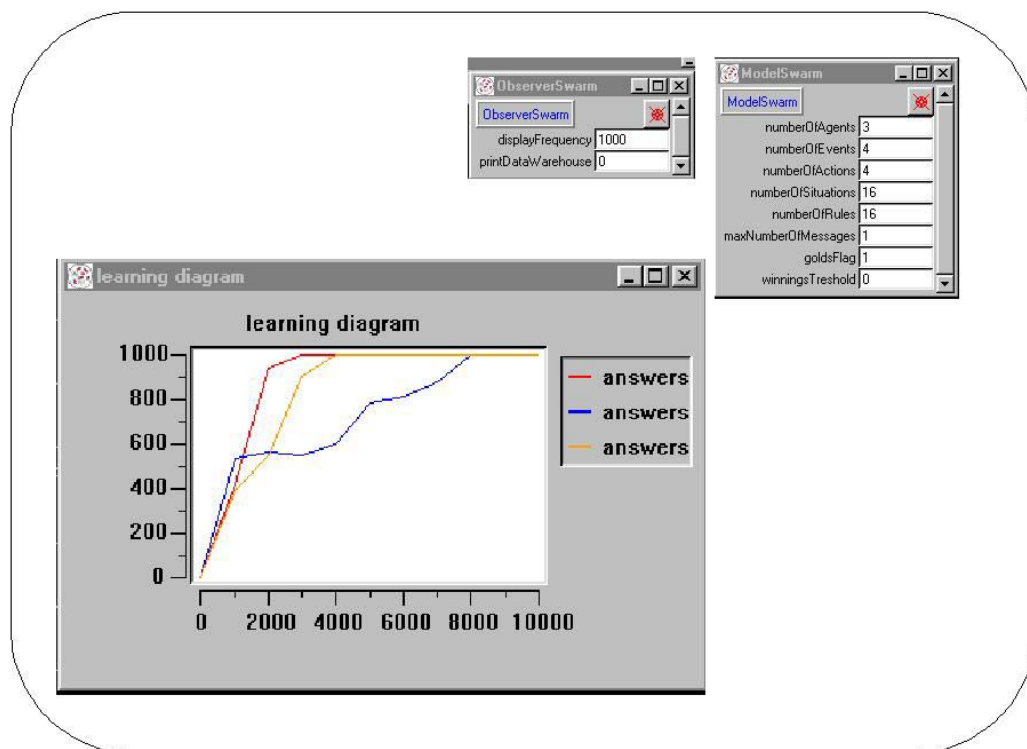 ObserverSwarm
ObserverSwarm
displayFrequency 1000
printDataWarehouse 0
ModelSwarm
ModelSwarm
numberOfAgents 3
numberOfEvents 4
numberOfActions 4
numberOfSituations 16
numberOfRules 16
maxNumberOfMessages 1
goldsFlag 1
winningsTreshold 0
learning diagram
learning diagram
1000
800
600
400
200
0
0 2000 4000 6000 8000 10000
answers
answers
answers